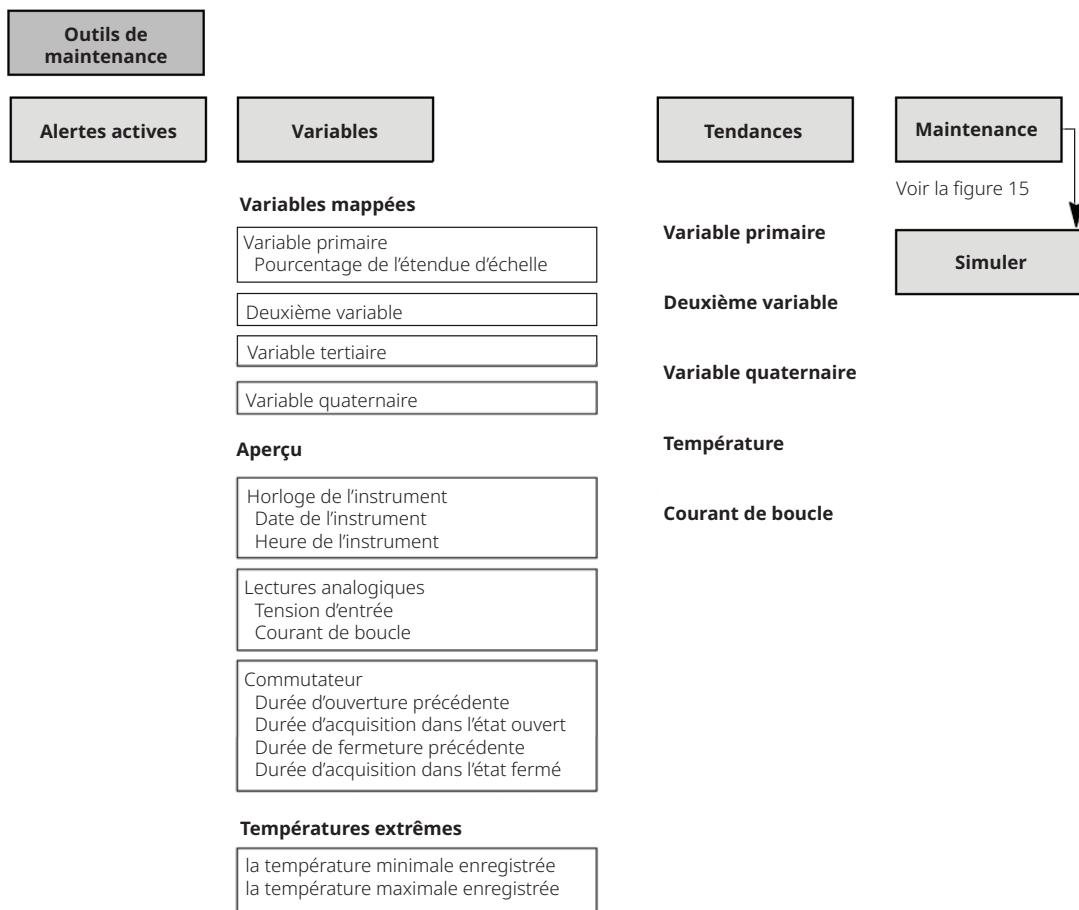 Outils de
maintenance
Alertes actives
Variables
Variables mappées
Variable primaire
Pourcentage de l’étendue d’échelle
Deuxième variable
Variable tertiaire
Variable quaternaire
Aperçu
Horloge de l’instrument
Date de l’instrument
Heure de l’instrument
Lectures analogiques
Tension d’entrée
Courant de boucle
Commutateur
Durée d’ouverture précédente
Durée d’acquisition dans l’état ouvert
Durée de fermeture précédente
Durée d’acquisition dans l’état fermé
Températures extrêmes
la température minimale enregistrée
la température maximale enregistrée
Tendances
Variable primaire
Deuxième variable
Variable quaternaire
Température
Courant de boucle
Maintenance
Voir la figure 15
Simuler